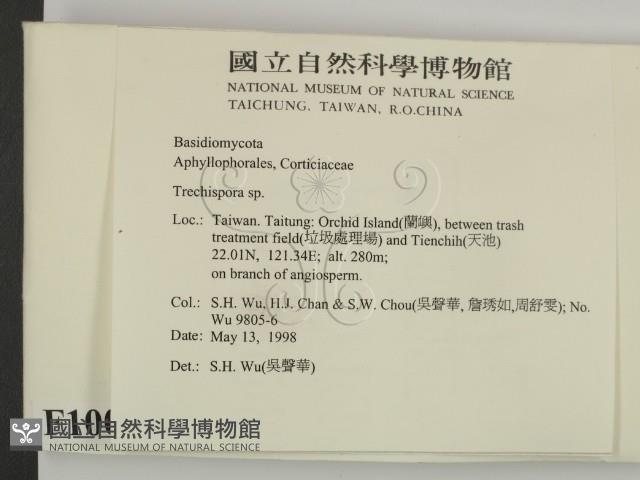 國立自然科學博物館
NATIONAL MUSEUM OF NATURAL SCIENCE
TAICHUNG, TAIWAN, R.O.CHINA
Basidiomycota
Aphyllophorales, Corticiaceae
Trechispora sp.
Loc.: Taiwan. Taitung: Orchid Island(蘭嶼), between trash
treatment field(垃圾處理場) and Tienchih(天池)
22.01N, 121.34E; alt. 280m;
on branch of angiosperm.
Col.: S.H. Wu, H.J. Chan & S.W. Chou(吳聲華, 詹琇如,周舒雯); No.
Wu 9805-6
Date: May 13, 1998
Det.: S.H. Wu(吳聲華)
國立自然科學博物館
NATIONAL MUSEUM OF NATURAL SCIENCE